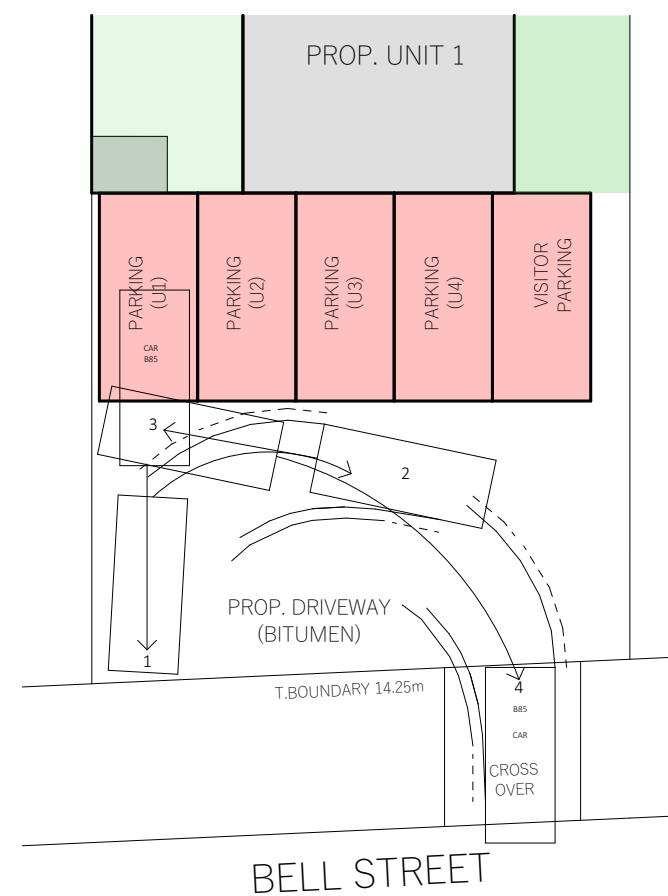 PROP. UNIT 1
PARKING
(U1)
PARKING
(U2)
PARKING
(U3)
PARKING
(U4)
VISITOR
PARKING
CAR
B85
3
2
PROP. DRIVEWAY
(BITUMEN)
1
T.BOUNDARY 14.25m
4
B85
CAR
CROSS
OVER
BELL STREET